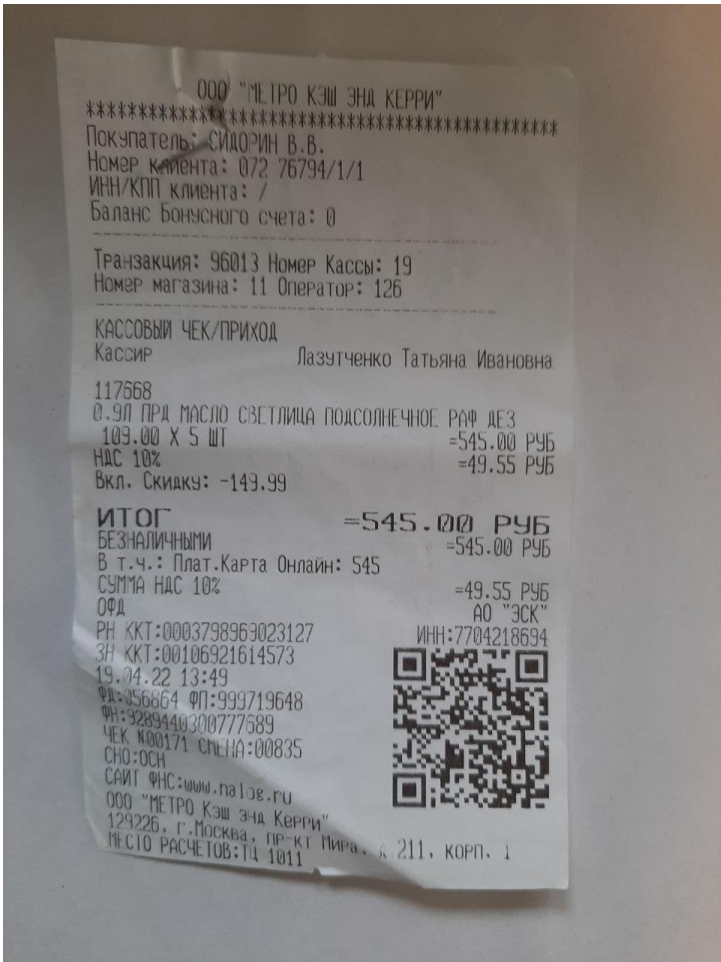 ООО "МЕТРО КЭШ ЭНД КЕРРИ"
*********************************************
Покупатель: СИДОРИН В.В.
Номер клиента: 072 76794/1/1
ИНН/КПП клиента: /
Баланс Бонусного счета: 0
Транзакция: 96013 Номер Кассы: 19
Номер магазина: 11 Оператор: 126
КАССОВЫЙ ЧЕК/ПРИХОД
Кассир Лазутченко Татьяна Ивановна
117668
0.9Л ПРД МАСЛО СВЕТЛИЦА ПОДСОЛНЕЧНОЕ РАФ ДЕЗ
109.00 X 5 ШТ =545.00 РУБ
НДС 10% =49.55 РУБ
Вкл. Скидку: -149.99
ИТОГ =545.00 РУБ
БЕЗНАЛИЧНЫМИ =545.00 РУБ
В т.ч.: Плат.Карта Онлайн: 545
СУММА НДС 10% =49.55 РУБ
ОФД АО "ЭСК"
РН ККТ:0003798969023127 ИНН:7704218694
ЗН ККТ:00106921614573
19.04.22 13:49
ФД:056864 ФП:999719648
ФН:9289440300777689
ЧЕК N00171 СМЕНА:00835
СНО:ОСН
САЙТ ФНС:www.nalog.ru
ООО "МЕТРО Кэш энд Керри"
129226, г.Москва, пр-кт Мира, д 211, корп. 1
МЕСТО РАСЧЕТОВ:ТЦ 1011